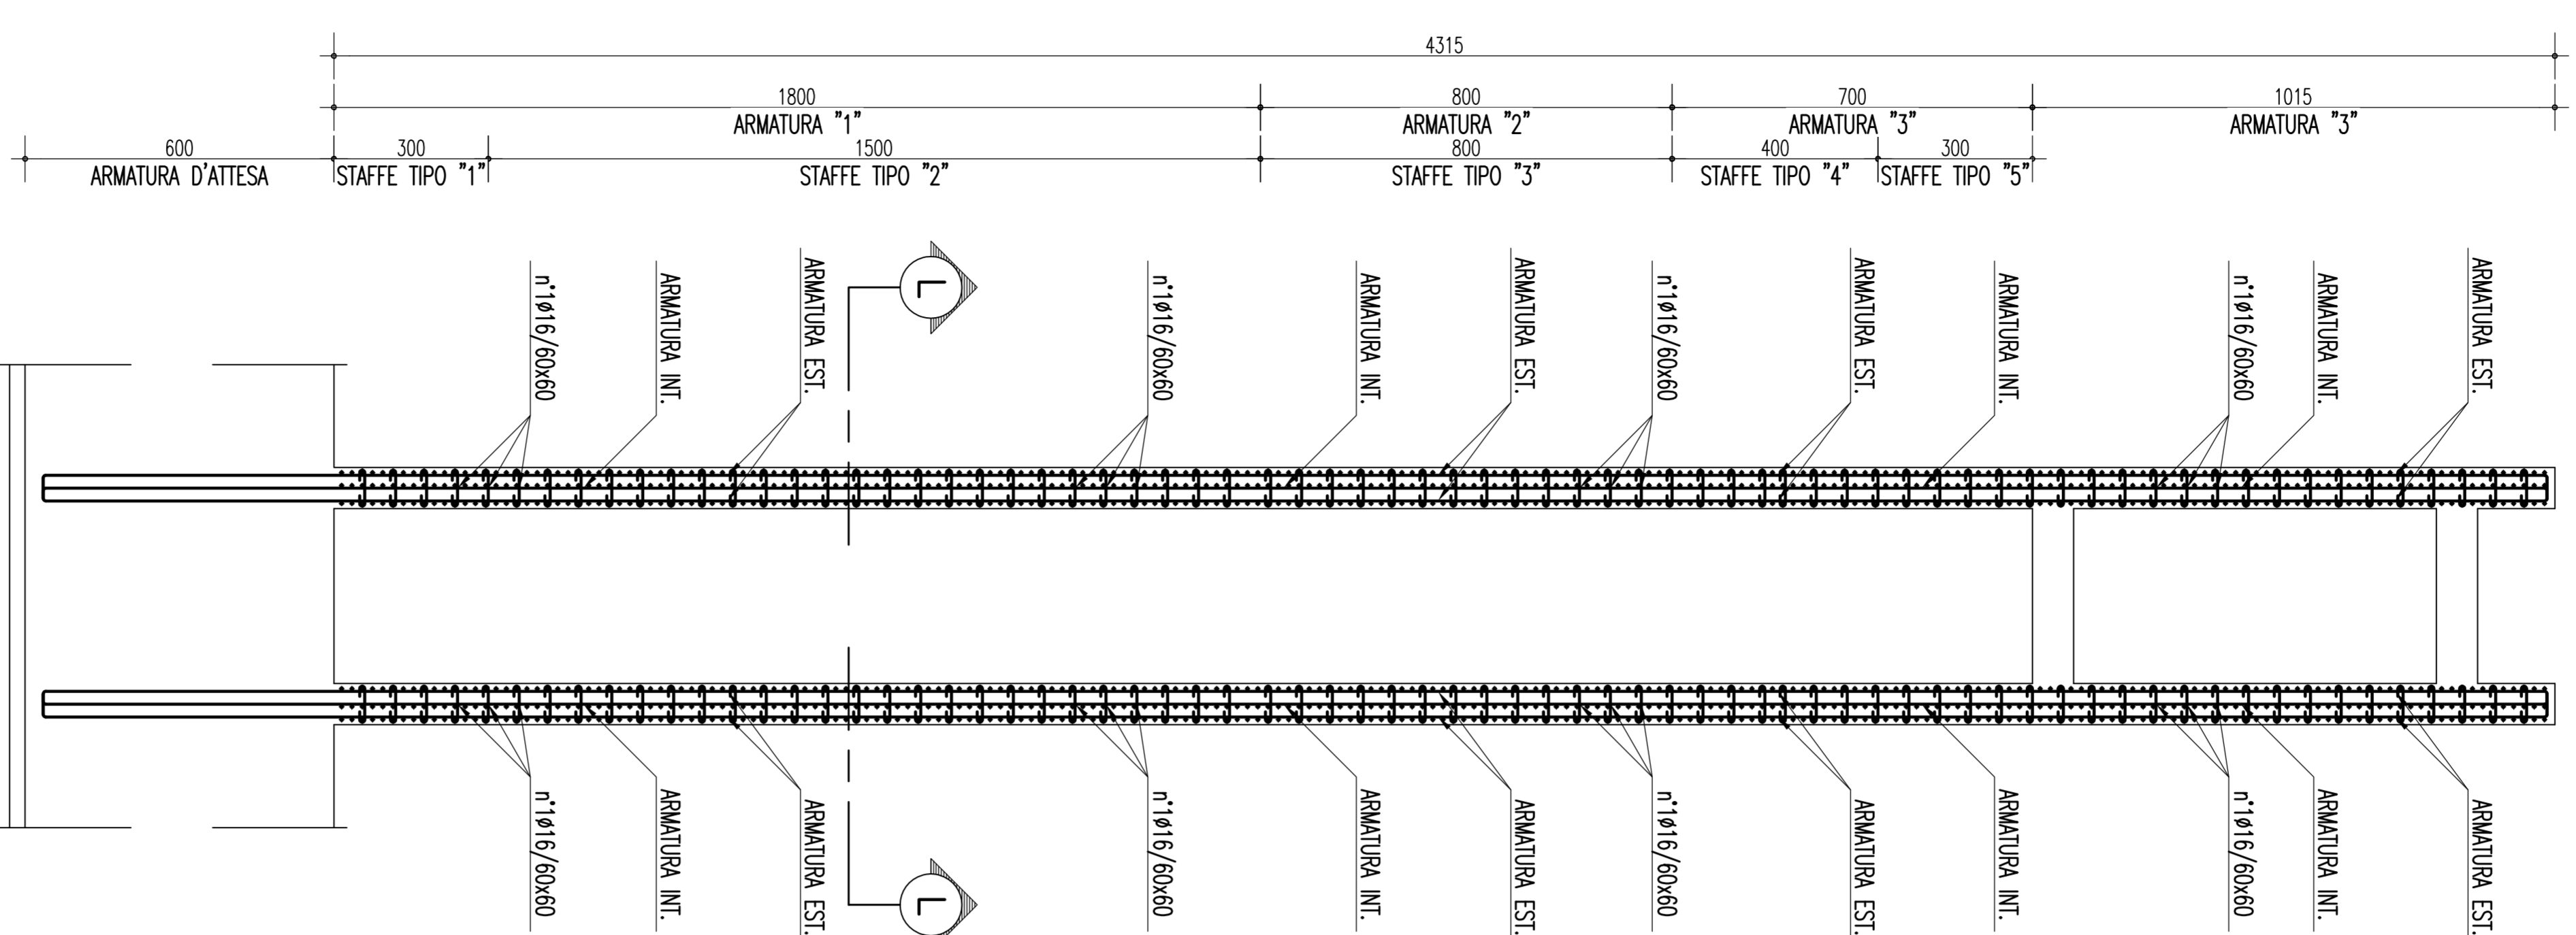 4315
1800
800
700
1015
ARMATURA "1"
ARMATURA "2"
ARMATURA "3"
ARMATURA "3"
600
300
1500
800
400
300
ARMATURA D'ATTESA
STAFFE TIPO "1"
STAFFE TIPO "2"
STAFFE TIPO "3"
STAFFE TIPO "4"
STAFFE TIPO "5"
n°1ø16/60x60
ARMATURA INT.
ARMATURA EST.
L
n°1ø16/60x60
ARMATURA INT.
ARMATURA EST.
n°1ø16/60x60
ARMATURA EST.
ARMATURA INT.
n°1ø16/60x60
ARMATURA INT.
ARMATURA EST.
n°1ø16/60x60
ARMATURA INT.
ARMATURA EST.
L
n°1ø16/60x60
ARMATURA INT.
ARMATURA EST.
n°1ø16/60x60
ARMATURA EST.
ARMATURA INT.
n°1ø16/60x60
ARMATURA INT.
ARMATURA EST.